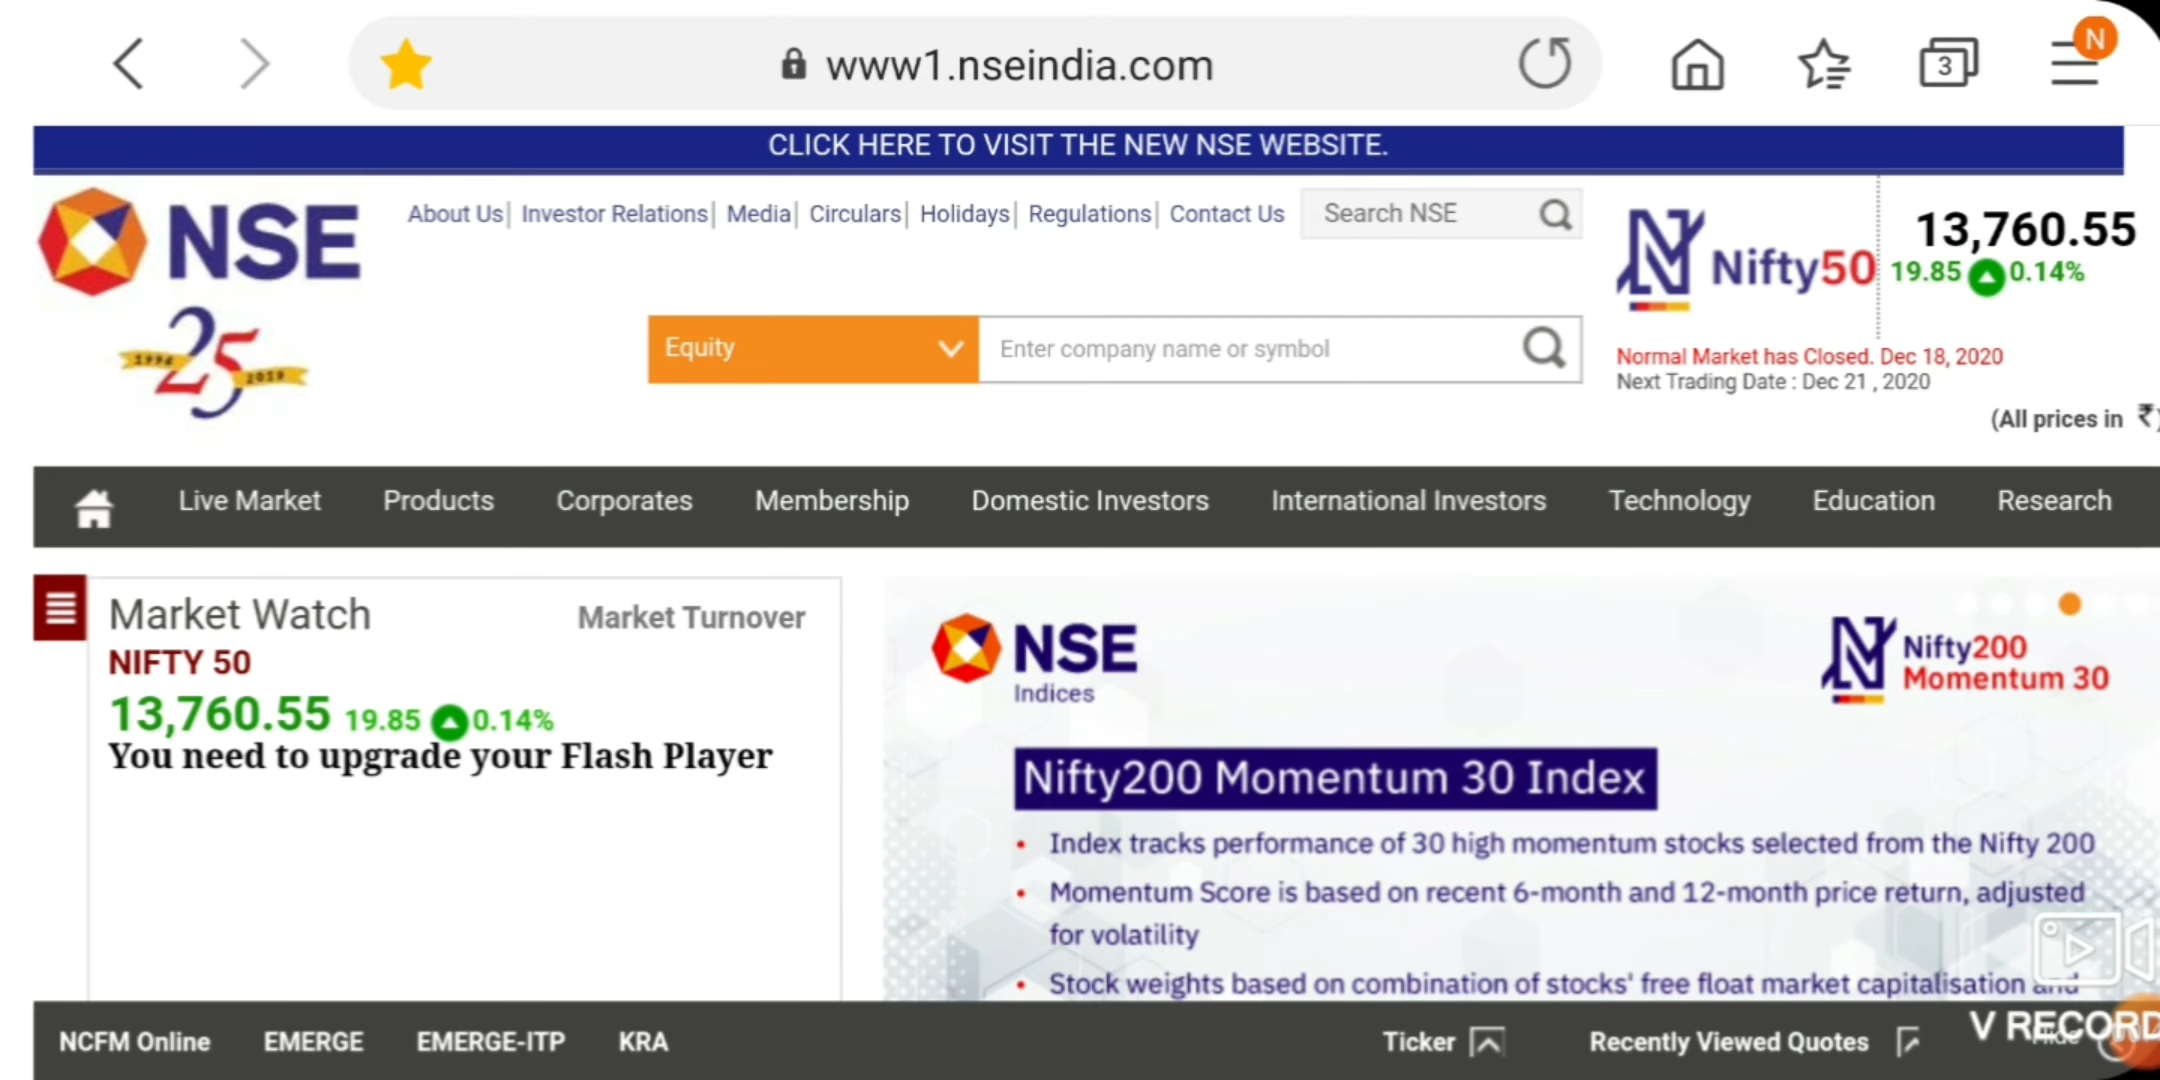 www1.nseindia.com
3
N
CLICK HERE TO VISIT THE NEW NSE WEBSITE.
NSE
About Us| Investor Relations| Media| Circulars| Holidays| Regulations| Contact Us
Search NSE
Nifty50
13,760.55
19.85 0.14%
1994 25 2019
Equity
Enter company name or symbol
Normal Market has Closed. Dec 18, 2020
Next Trading Date : Dec 21 , 2020
(All prices in ₹)
Live Market Products Corporates Membership Domestic Investors International Investors Technology Education Research
Market Watch
Market Turnover
NIFTY 50
13,760.55 19.85 0.14%
You need to upgrade your Flash Player
NSE
Indices
Nifty200
Momentum 30
Nifty200 Momentum 30 Index
• Index tracks performance of 30 high momentum stocks selected from the Nifty 200
• Momentum Score is based on recent 6-month and 12-month price return, adjusted
for volatility
• Stock weights based on combination of stocks' free float market capitalisation and
NCFM Online EMERGE EMERGE-ITP KRA Ticker Recently Viewed Quotes Hide
V RECORD